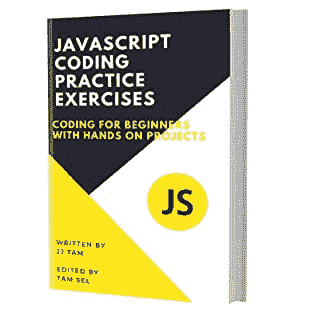 JAVASCRIPT
CODING
PRACTICE
EXERCISES
CODING FOR BEGINNERS
WITH HANDS ON PROJECTS
JS
WRITTEN BY
JJ TAM
EDITED BY
TAM SEL